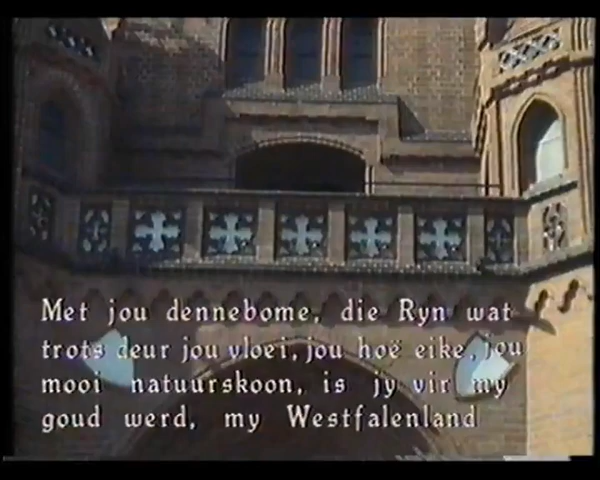 Met jou dennebome, die Ryn wat
trots deur jou vloei, jou hoë eike, jou
mooi natuurskoon, is jy vir my
goud werd, my Westfalenland